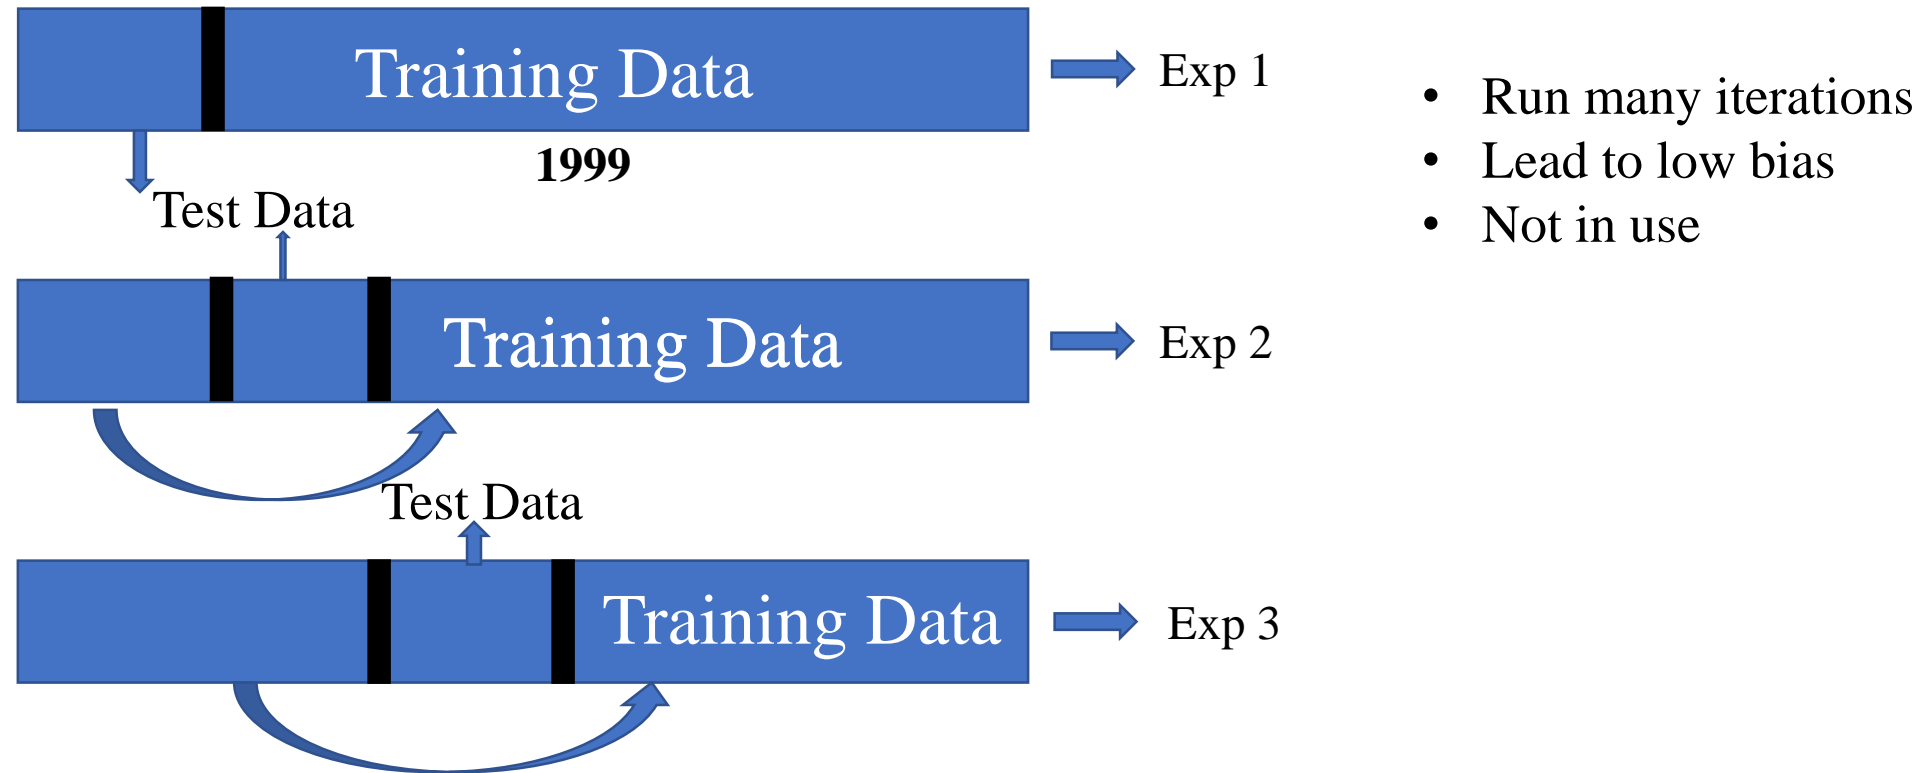 Training Data
Exp 1
1999
Test Data
Training Data
Exp 2
Test Data
Training Data
Exp 3
• Run many iterations
• Lead to low bias
• Not in use